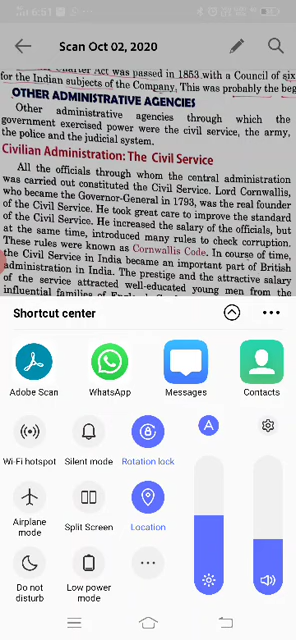 6:51
Scan Oct 02, 2020
Charter Act was passed in 1853 with a Council of six
for the Indian subjects of the Company. This was probably the beg
OTHER ADMINISTRATIVE AGENCIES
Other administrative agencies through which the
government exercised power were the civil service, the army,
the police and the judicial system.
Civilian Administration: The Civil Service
All the officials through whom the central administration
was carried out constituted the Civil Service. Lord Cornwallis,
who became the Governor-General in 1793, was the real founder
of the Civil Service. He took great care to improve the standard
of the Civil Service. He increased the salary of the officials, but
at the same time, introduced many rules to check corruption.
These rules were known as Cornwallis Code. In course of time,
the Civil Service in India became an important part of British
administration in India. The prestige and the attractive salary
of the service attracted well-educated young men from the
influential families of
Shortcut center
Adobe Scan
WhatsApp
Messages
Contacts
Wi-Fi hotspot
Silent mode
Rotation lock
A
Airplane
mode
Split Screen
Location
Do not
disturb
Low power
mode